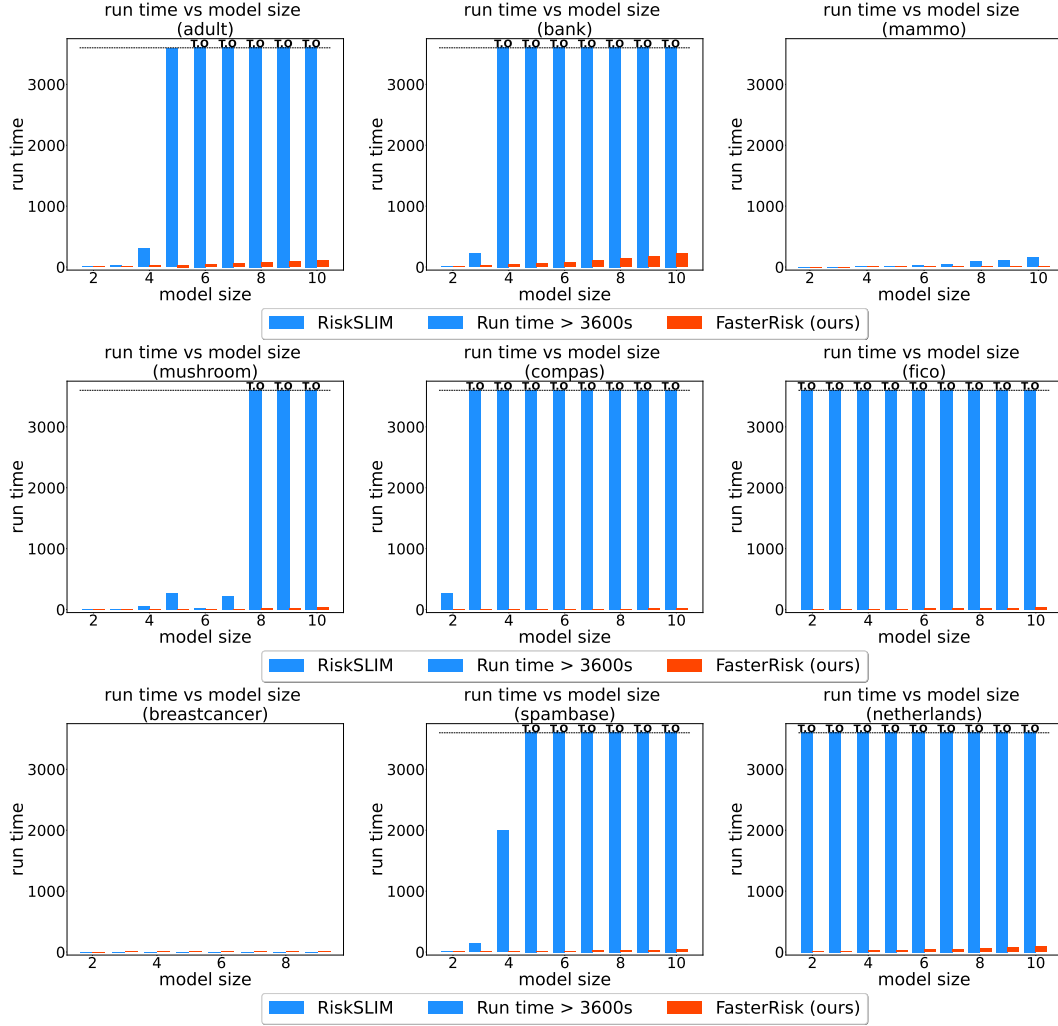 run time vs model size
(adult)
run time vs model size
(bank)
run time vs model size
(mammo)
T.O T.O T.O T.O T.O
T.O T.O T.O T.O T.O T.O T.O
run time
3000
2000
1000
0
2 4 6 8 10
model size
run time
3000
2000
1000
0
2 4 6 8 10
model size
run time
3000
2000
1000
0
2 4 6 8 10
model size
RiskSLIM Run time > 3600s FasterRisk (ours)
run time vs model size
(mushroom)
run time vs model size
(compas)
run time vs model size
(fico)
T.O T.O T.O
T.O T.O T.O T.O T.O T.O T.O T.O
T.O T.O T.O T.O T.O T.O T.O T.O T.O
run time
3000
2000
1000
0
2 4 6 8 10
model size
run time
3000
2000
1000
0
2 4 6 8 10
model size
run time
3000
2000
1000
0
2 4 6 8 10
model size
RiskSLIM Run time > 3600s FasterRisk (ours)
run time vs model size
(breastcancer)
run time vs model size
(spambase)
run time vs model size
(netherlands)
T.O T.O T.O T.O T.O T.O
T.O T.O T.O T.O T.O T.O T.O T.O T.O
run time
3000
2000
1000
0
2 4 6 8
model size
run time
3000
2000
1000
0
2 4 6 8 10
model size
run time
3000
2000
1000
0
2 4 6 8 10
model size
RiskSLIM Run time > 3600s FasterRisk (ours)